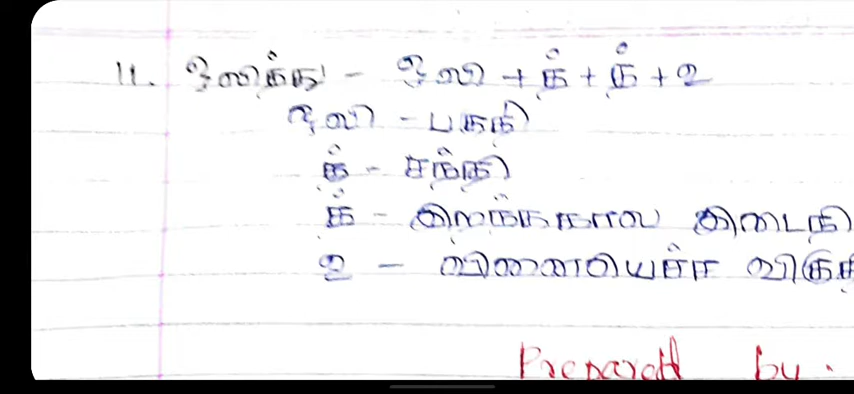 11. ஒலித்து - ஒலி + த் + த் + உ
ஒலி - பகுதி
த் - சந்தி
த் - இறந்தகால இடைநி
உ - வினையெச்ச விகுதி
Prepared by.